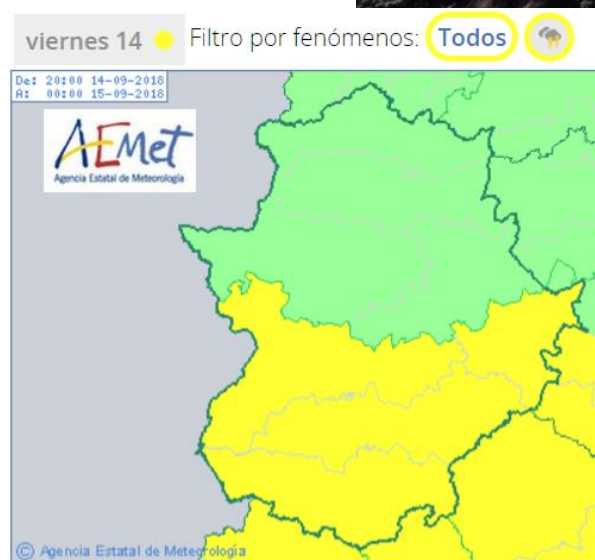 viernes 14
Filtro por fenómenos: Todos
De: 20:00 14-09-2018
A: 00:00 15-09-2018
AEMet
Agencia Estatal de Meteorología
© Agencia Estatal de Meteorología